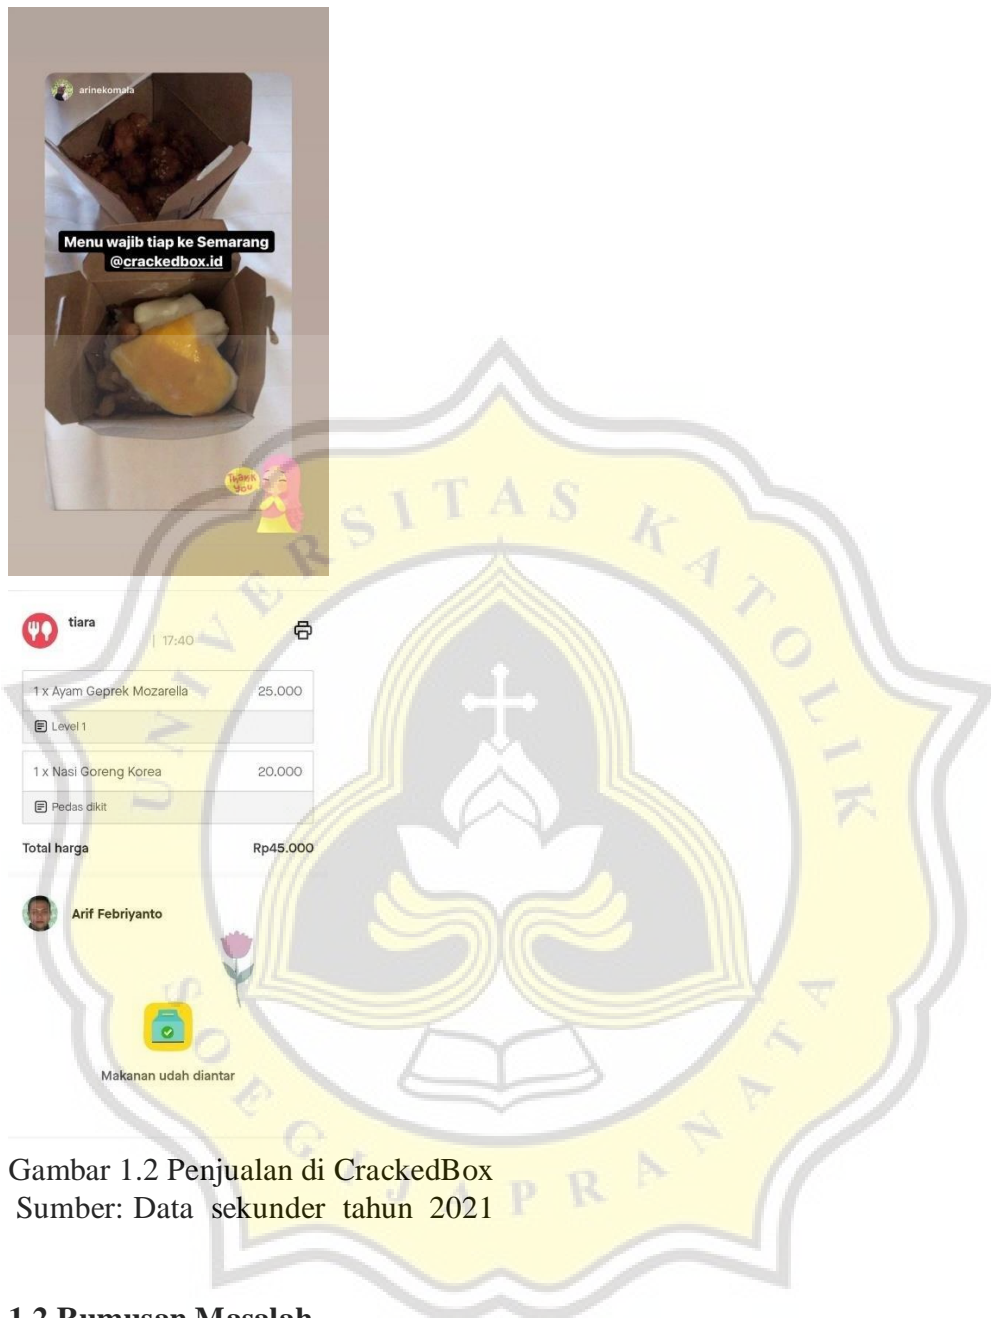 arinekomala
Menu wajib tiap ke Semarang
@crackedbox.id
THANK
YOU
tiara
| 17:40
1 x Ayam Geprek Mozarella 25.000
Level 1
1 x Nasi Goreng Korea 20.000
Pedas dikit
Total harga Rp45.000
Arif Febriyanto
Makanan udah diantar
UNIVERSITAS KATOLIK
SOEGIJAPRANATA
Gambar 1.2 Penjualan di CrackedBox
Sumber: Data sekunder tahun 2021
1.2 Rumusan Masalah